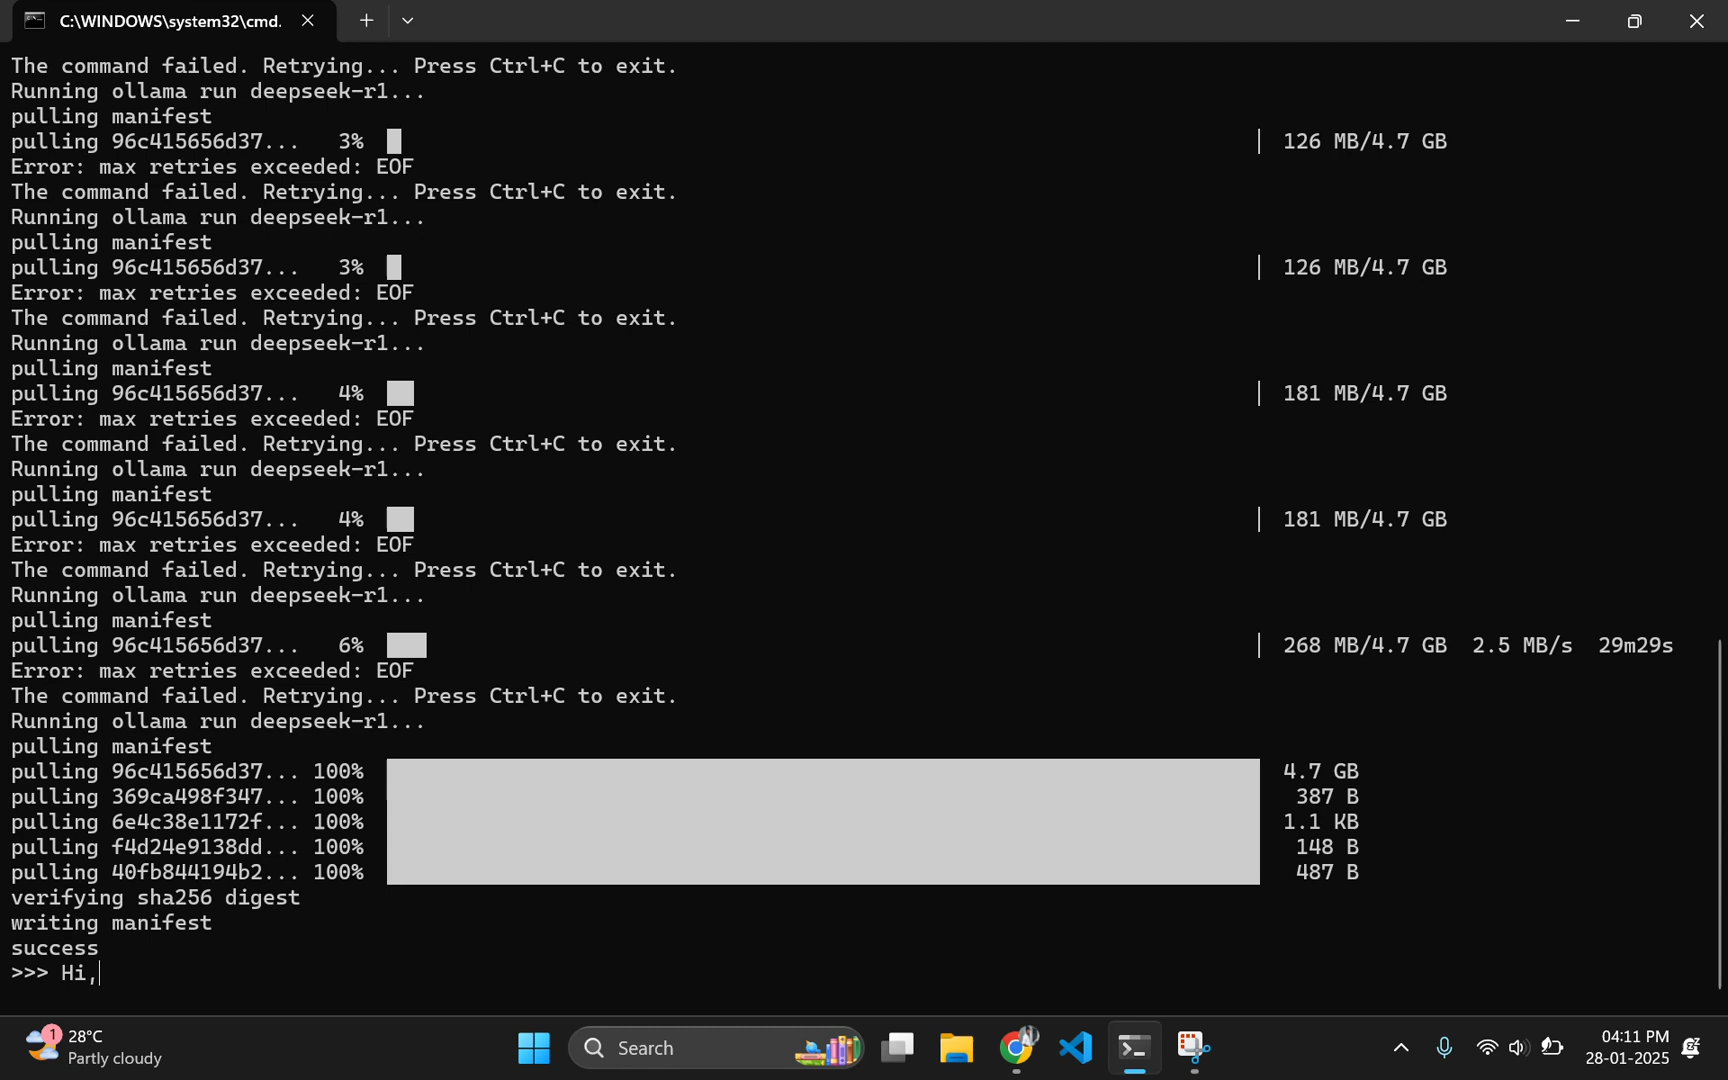 C:\WINDOWS\system32\cmd.
The command failed. Retrying... Press Ctrl+C to exit.
Running ollama run deepseek-r1...
pulling manifest
pulling 96c415656d37... 3% 126 MB/4.7 GB
Error: max retries exceeded: EOF
The command failed. Retrying... Press Ctrl+C to exit.
Running ollama run deepseek-r1...
pulling manifest
pulling 96c415656d37... 3% 126 MB/4.7 GB
Error: max retries exceeded: EOF
The command failed. Retrying... Press Ctrl+C to exit.
Running ollama run deepseek-r1...
pulling manifest
pulling 96c415656d37... 4% 181 MB/4.7 GB
Error: max retries exceeded: EOF
The command failed. Retrying... Press Ctrl+C to exit.
Running ollama run deepseek-r1...
pulling manifest
pulling 96c415656d37... 4% 181 MB/4.7 GB
Error: max retries exceeded: EOF
The command failed. Retrying... Press Ctrl+C to exit.
Running ollama run deepseek-r1...
pulling manifest
pulling 96c415656d37... 6% 268 MB/4.7 GB 2.5 MB/s 29m29s
Error: max retries exceeded: EOF
The command failed. Retrying... Press Ctrl+C to exit.
Running ollama run deepseek-r1...
pulling manifest
pulling 96c415656d37... 100% 4.7 GB
pulling 369ca498f347... 100% 387 B
pulling 6e4c38e1172f... 100% 1.1 KB
pulling f4d24e9138dd... 100% 148 B
pulling 40fb844194b2... 100% 487 B
verifying sha256 digest
writing manifest
success
>>> Hi,
1
28°C
Partly cloudy
Search
04:11 PM
28-01-2025